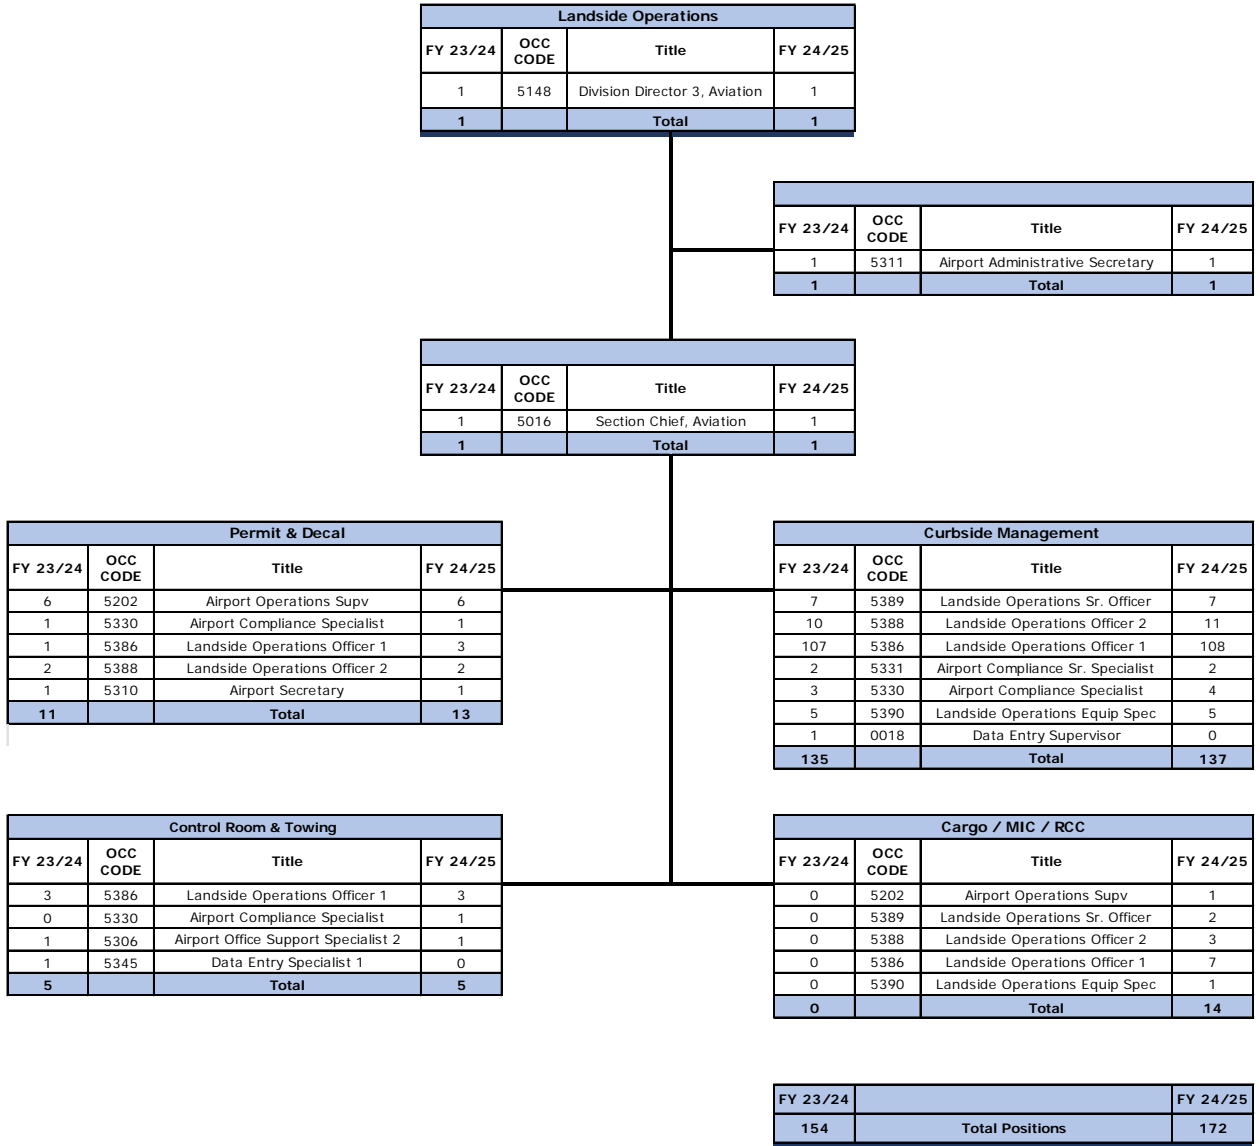 Landside Operations
FY 23/24 OCC CODE Title FY 24/25
1 5148 Division Director 3, Aviation 1
1 Total 1
FY 23/24 OCC CODE Title FY 24/25
1 5311 Airport Administrative Secretary 1
1 Total 1
FY 23/24 OCC CODE Title FY 24/25
1 5016 Section Chief, Aviation 1
1 Total 1
Permit & Decal
FY 23/24 OCC CODE Title FY 24/25
6 5202 Airport Operations Supv 6
1 5330 Airport Compliance Specialist 1
1 5386 Landside Operations Officer 1 3
2 5388 Landside Operations Officer 2 2
1 5310 Airport Secretary 1
11 Total 13
Curbside Management
FY 23/24 OCC CODE Title FY 24/25
7 5389 Landside Operations Sr. Officer 7
10 5388 Landside Operations Officer 2 11
107 5386 Landside Operations Officer 1 108
2 5331 Airport Compliance Sr. Specialist 2
3 5330 Airport Compliance Specialist 4
5 5390 Landside Operations Equip Spec 5
1 0018 Data Entry Supervisor 0
135 Total 137
Control Room & Towing
FY 23/24 OCC CODE Title FY 24/25
3 5386 Landside Operations Officer 1 3
0 5330 Airport Compliance Specialist 1
1 5306 Airport Office Support Specialist 2 1
1 5345 Data Entry Specialist 1 0
5 Total 5
Cargo / MIC / RCC
FY 23/24 OCC CODE Title FY 24/25
0 5202 Airport Operations Supv 1
0 5389 Landside Operations Sr. Officer 2
0 5388 Landside Operations Officer 2 3
0 5386 Landside Operations Officer 1 7
0 5390 Landside Operations Equip Spec 1
0 Total 14
FY 23/24 FY 24/25
154 Total Positions 172